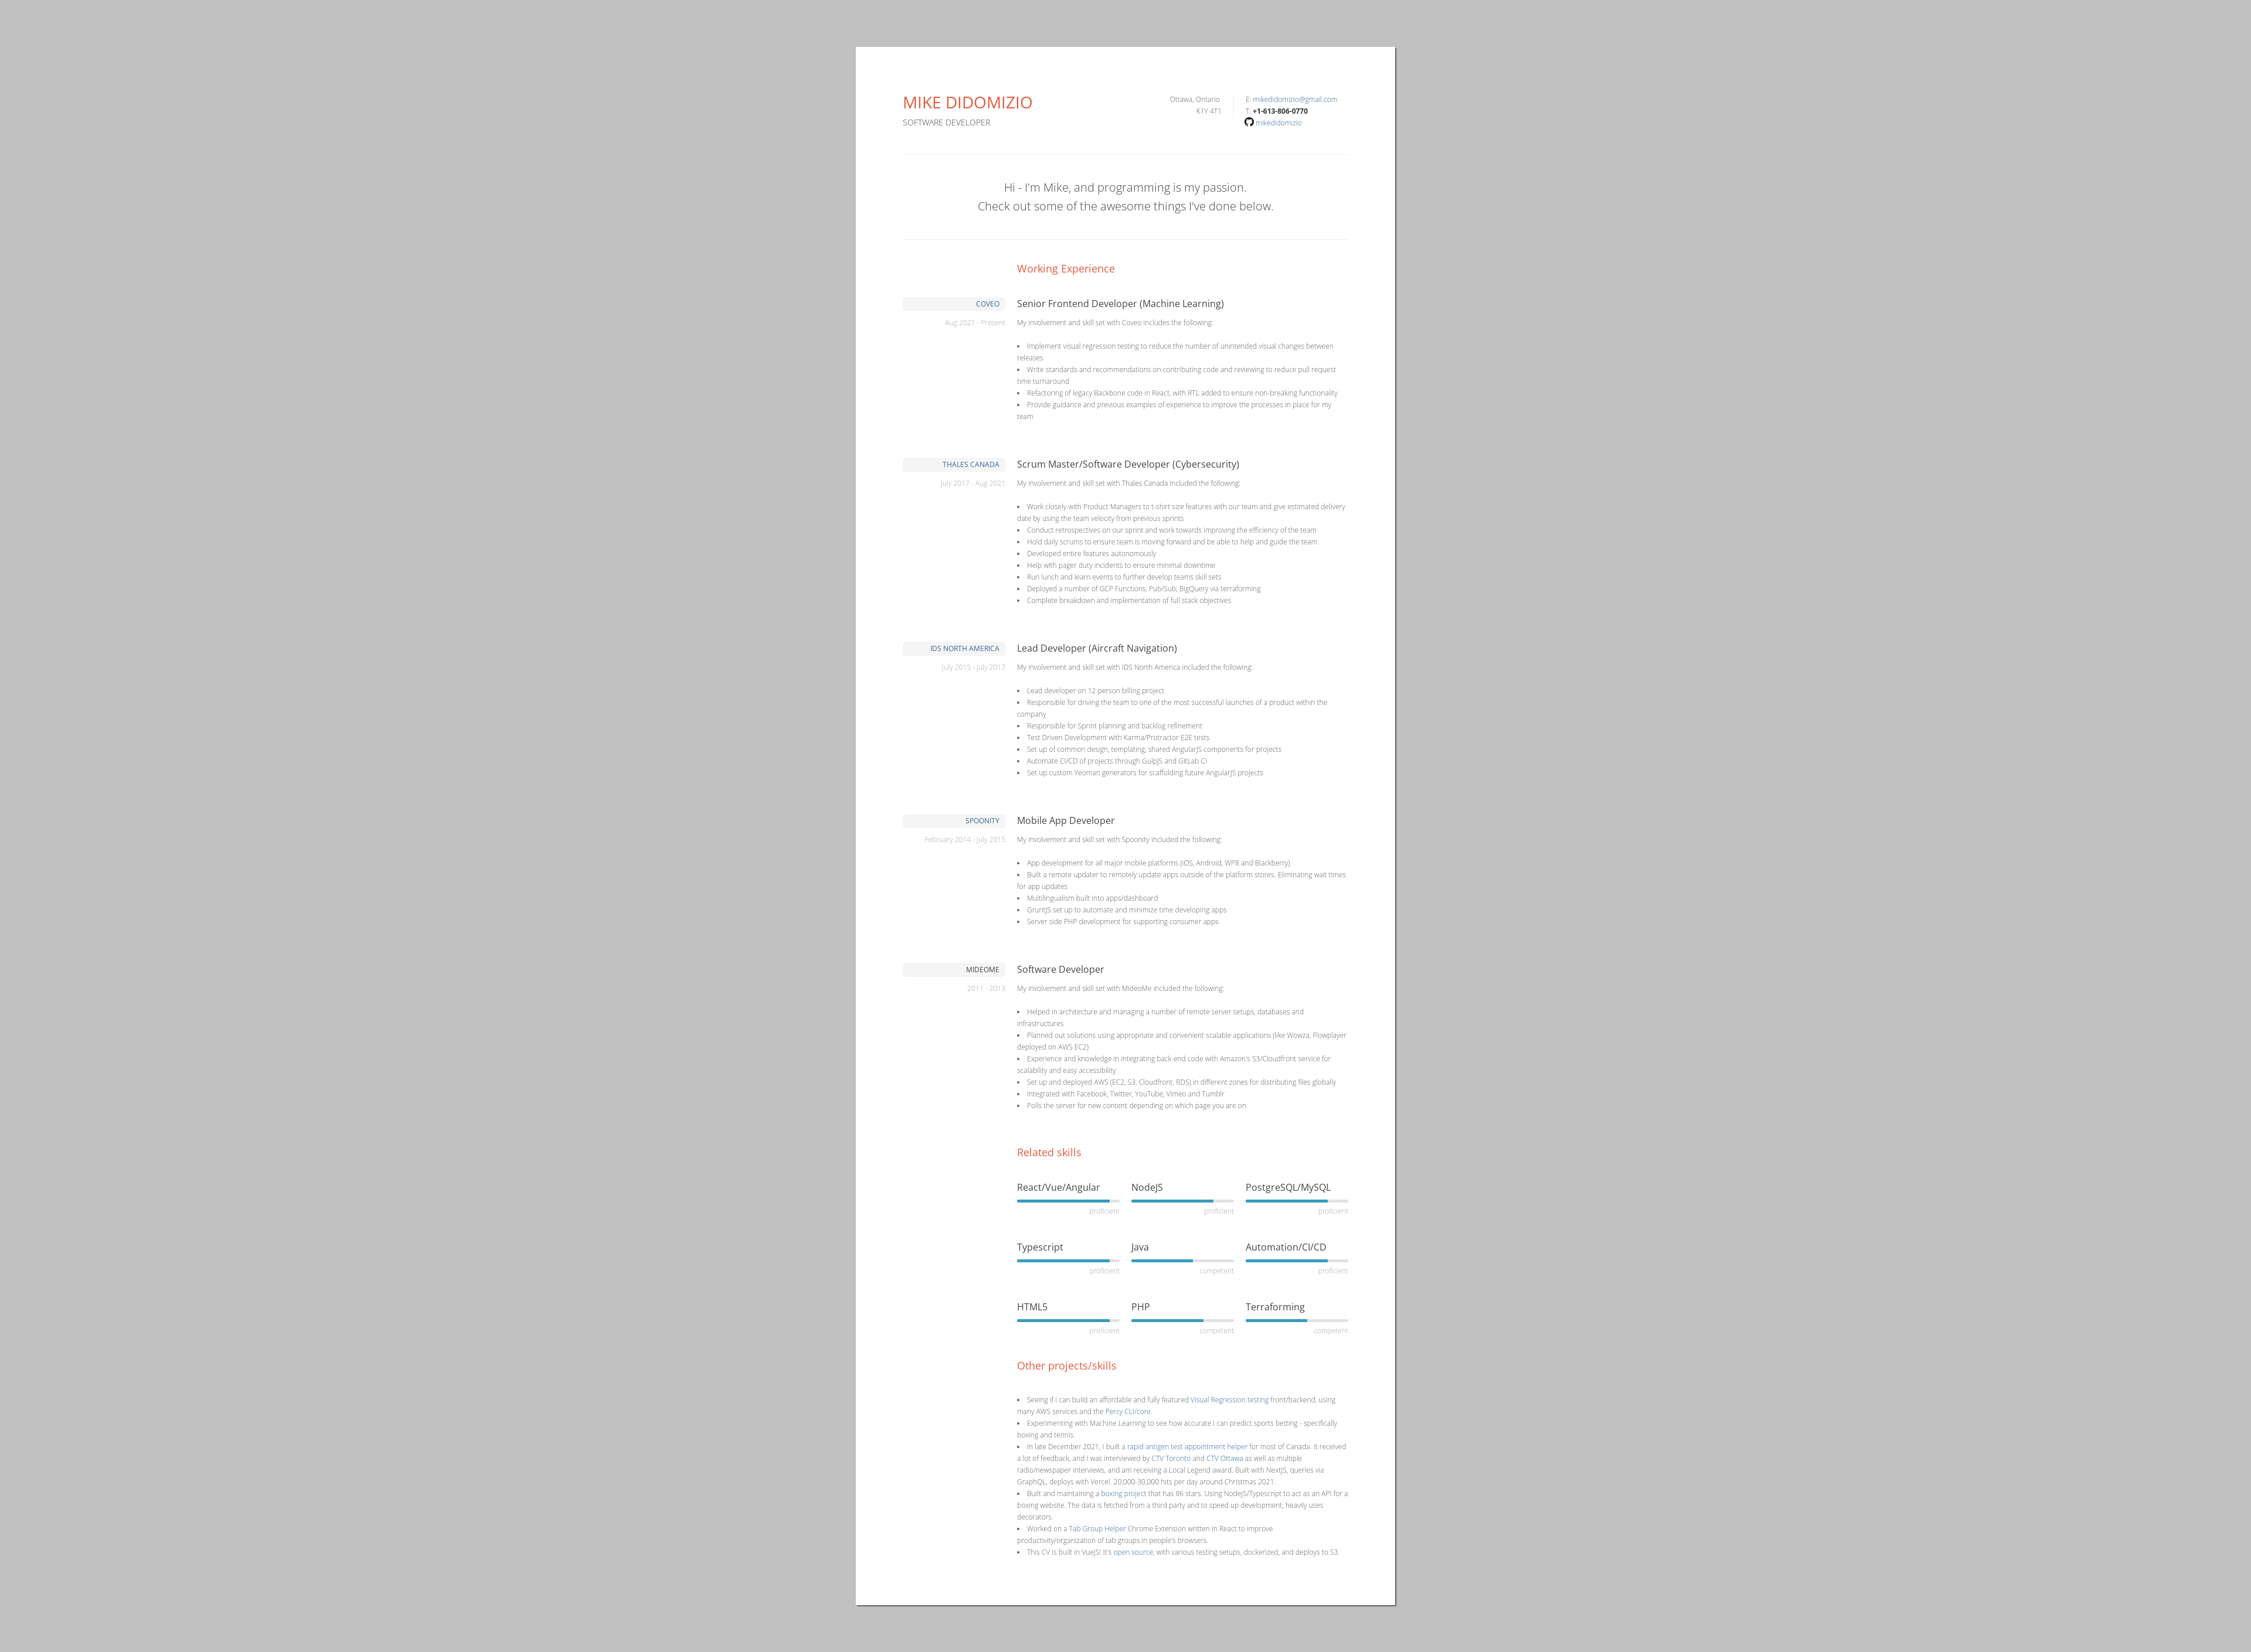 MIKE DIDOMIZIO
SOFTWARE DEVELOPER
Ottawa, Ontario
K1Y 4T1
E: mikedidomizio@gmail.com
T: +1-613-806-0770
mikedidomizio
Hi - I'm Mike, and programming is my passion.
Check out some of the awesome things I've done below.
Working Experience
COVEO
Aug 2021 - Present
Senior Frontend Developer (Machine Learning)
My involvement and skill set with Coveo includes the following:
• Implement visual regression testing to reduce the number of unintended visual changes between
releases
• Write standards and recommendations on contributing code and reviewing to reduce pull request
time turnaround
• Refactoring of legacy Backbone code in React, with RTL added to ensure non-breaking functionality
• Provide guidance and previous examples of experience to improve the processes in place for my
team
THALES CANADA
July 2017 - Aug 2021
Scrum Master/Software Developer (Cybersecurity)
My involvement and skill set with Thales Canada included the following:
• Work closely with Product Managers to t-shirt size features with our team and give estimated delivery
date by using the team velocity from previous sprints
• Conduct retrospectives on our sprint and work towards improving the efficiency of the team
• Hold daily scrums to ensure team is moving forward and be able to help and guide the team
• Developed entire features autonomously
• Help with pager duty incidents to ensure minimal downtime
• Run lunch and learn events to further develop teams skill sets
• Deployed a number of GCP Functions, Pub/Sub, BigQuery via terraforming
• Complete breakdown and implementation of full stack objectives
IDS NORTH AMERICA
July 2015 - July 2017
Lead Developer (Aircraft Navigation)
My involvement and skill set with IDS North America included the following:
• Lead developer on 12 person billing project
• Responsible for driving the team to one of the most successful launches of a product within the
company
• Responsible for Sprint planning and backlog refinement
• Test Driven Development with Karma/Protractor E2E tests
• Set up of common design, templating, shared AngularJS components for projects
• Automate CI/CD of projects through GulpJS and GitLab CI
• Set up custom Yeoman generators for scaffolding future AngularJS projects
SPOONITY
February 2014 - July 2015
Mobile App Developer
My involvement and skill set with Spoonity included the following:
• App development for all major mobile platforms (iOS, Android, WP8 and Blackberry)
• Built a remote updater to remotely update apps outside of the platform stores. Eliminating wait times
for app updates
• Multilingualism built into apps/dashboard
• GruntJS set up to automate and minimize time developing apps
• Server side PHP development for supporting consumer apps
MIDEOME
2011 - 2013
Software Developer
My involvement and skill set with MideoMe included the following:
• Helped in architecture and managing a number of remote server setups, databases and
infrastructures
• Planned out solutions using appropriate and convenient scalable applications (like Wowza, Flowplayer
deployed on AWS EC2)
• Experience and knowledge in integrating back-end code with Amazon's S3/Cloudfront service for
scalability and easy accessibility
• Set up and deployed AWS (EC2, S3, Cloudfront, RDS) in different zones for distributing files globally
• Integrated with Facebook, Twitter, YouTube, Vimeo and Tumblr
• Polls the server for new content depending on which page you are on
Related skills
React/Vue/Angular
proficient
NodeJS
proficient
PostgreSQL/MySQL
proficient
Typescript
proficient
Java
competent
Automation/CI/CD
proficient
HTML5
proficient
PHP
competent
Terraforming
competent
Other projects/skills
• Seeing if I can build an affordable and fully featured Visual Regression testing front/backend, using
many AWS services and the Percy CLI/core.
• Experimenting with Machine Learning to see how accurate I can predict sports betting - specifically
boxing and tennis.
• In late December 2021, I built a rapid antigen test appointment helper for most of Canada. It received
a lot of feedback, and I was interviewed by CTV Toronto and CTV Ottawa as well as multiple
radio/newspaper interviews, and am receiving a Local Legend award. Built with NextJS, queries via
GraphQL, deploys with Vercel. 20,000-30,000 hits per day around Christmas 2021.
• Built and maintaining a boxing project that has 86 stars. Using NodeJS/Typescript to act as an API for a
boxing website. The data is fetched from a third party and to speed up development, heavily uses
decorators.
• Worked on a Tab Group Helper Chrome Extension written in React to improve
productivity/organization of tab groups in people's browsers.
• This CV is built in VueJS! It's open source, with various testing setups, dockerized, and deploys to S3.